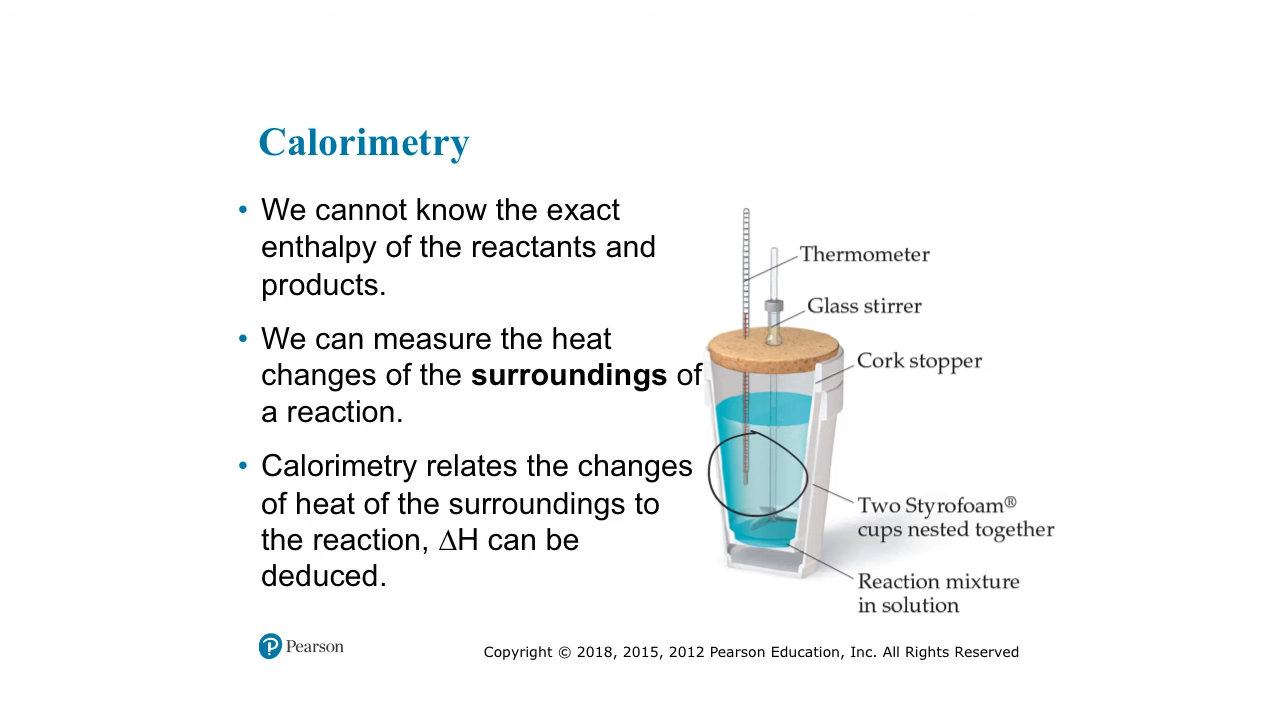 Calorimetry
• We cannot know the exact
enthalpy of the reactants and
products.
• We can measure the heat
changes of the surroundings of
a reaction.
• Calorimetry relates the changes
of heat of the surroundings to
the reaction, ∆H can be
deduced.
Thermometer
Glass stirrer
Cork stopper
Two Styrofoam®
cups nested together
Reaction mixture
in solution
Pearson
Copyright © 2018, 2015, 2012 Pearson Education, Inc. All Rights Reserved